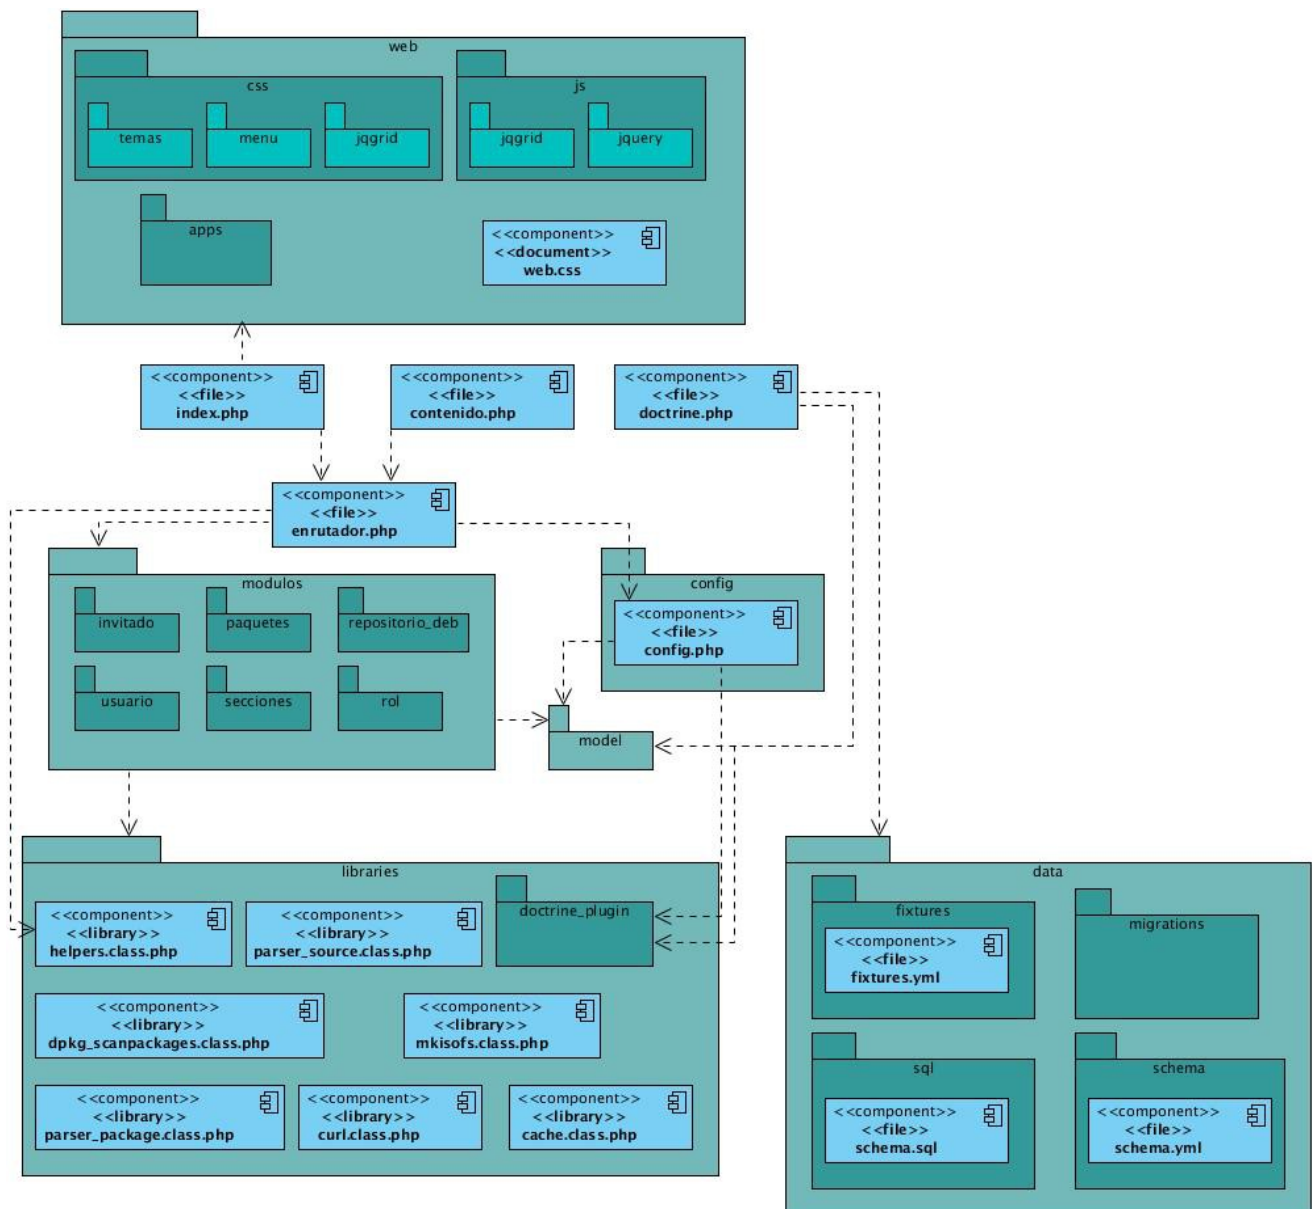 web
css
js
temas
menu
jqgrid
jqgrid
jquery
apps
<<component>>
<<document>>
web.css
<<component>>
<<file>>
index.php
<<component>>
<<file>>
contenido.php
<<component>>
<<file>>
doctrine.php
<<component>>
<<file>>
enrutador.php
modulos
invitado
paquetes
repositorio_deb
usuario
secciones
rol
config
<<component>>
<<file>>
config.php
model
libraries
<<component>>
<<library>>
helpers.class.php
<<component>>
<<library>>
parser_source.class.php
doctrine_plugin
<<component>>
<<library>>
dpkg_scanpackages.class.php
<<component>>
<<library>>
mkisofs.class.php
<<component>>
<<library>>
parser_package.class.php
<<component>>
<<library>>
curl.class.php
<<component>>
<<library>>
cache.class.php
data
fixtures
<<component>>
<<file>>
fixtures.yml
migrations
sql
<<component>>
<<file>>
schema.sql
schema
<<component>>
<<file>>
schema.yml